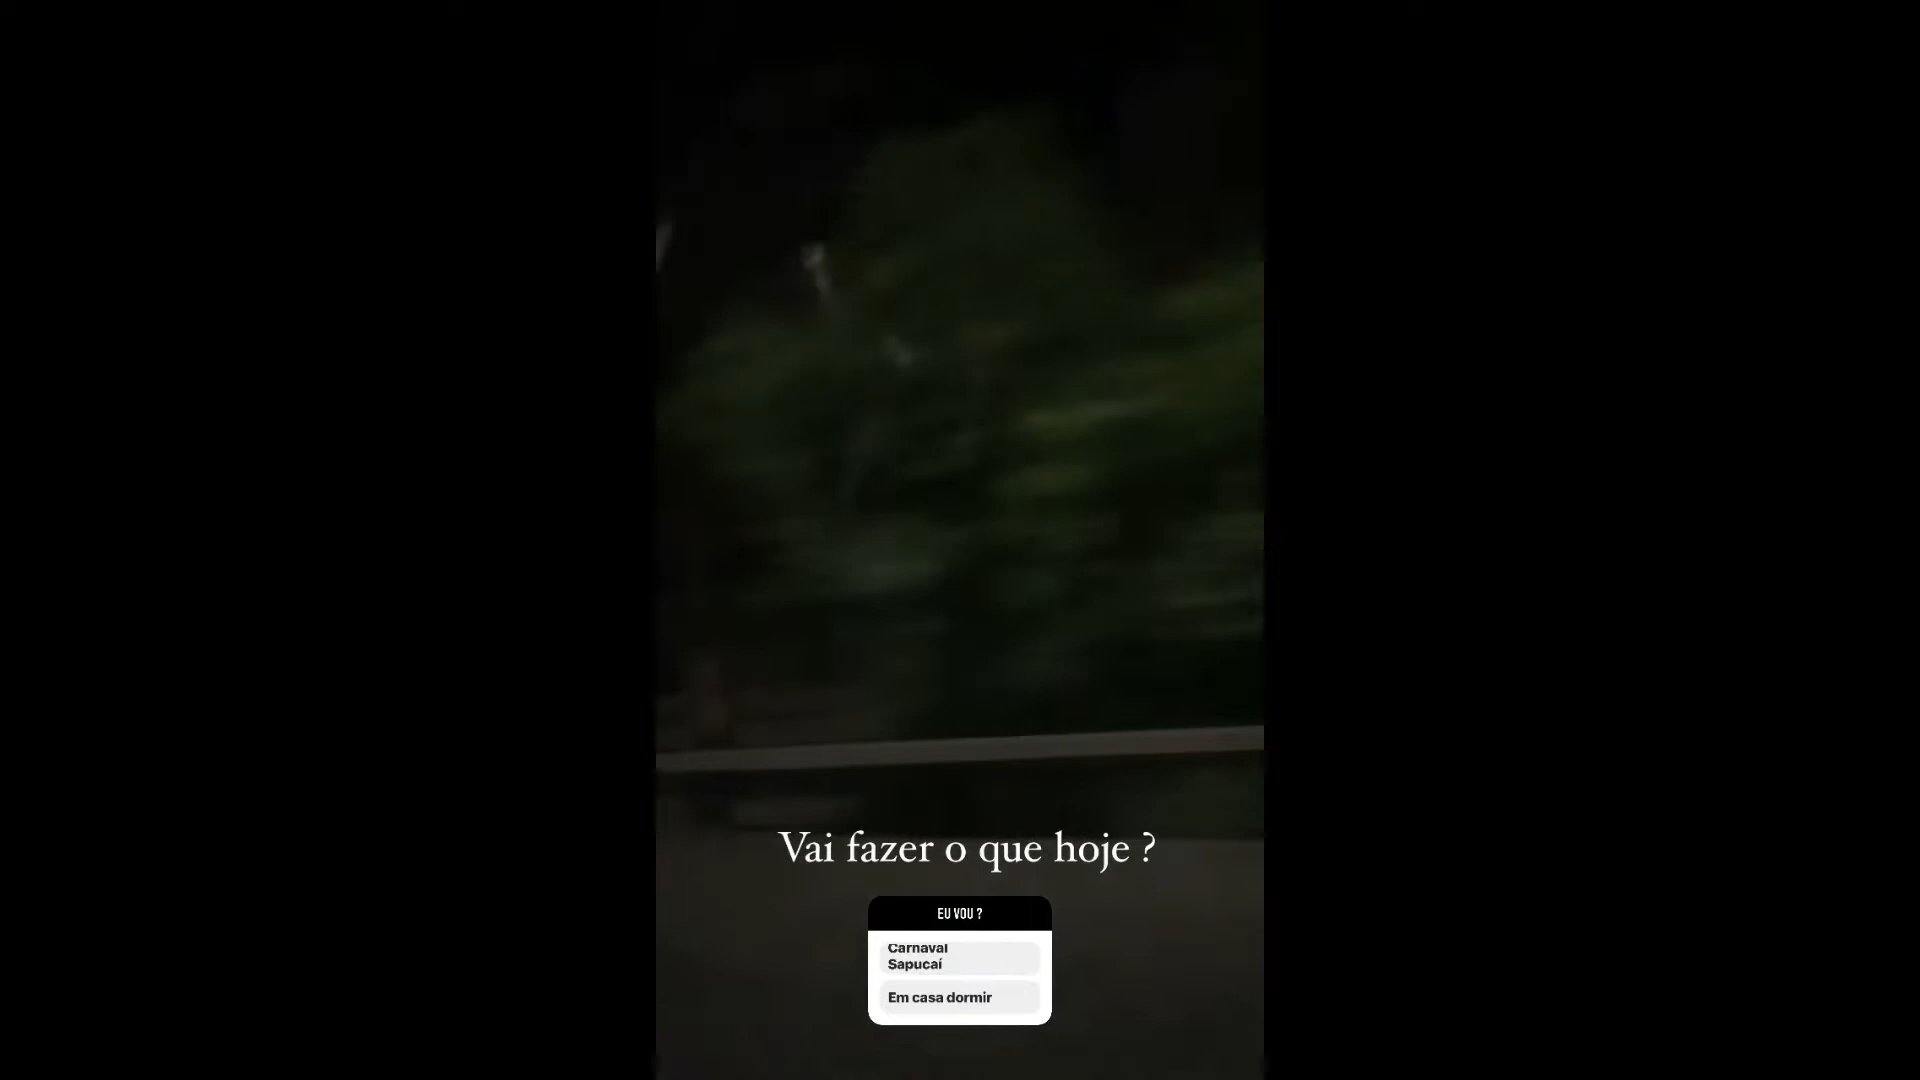 Vai fazer o que hoje ?
EU VOU ?
Carnaval
Sapucaí
Em casa dormir